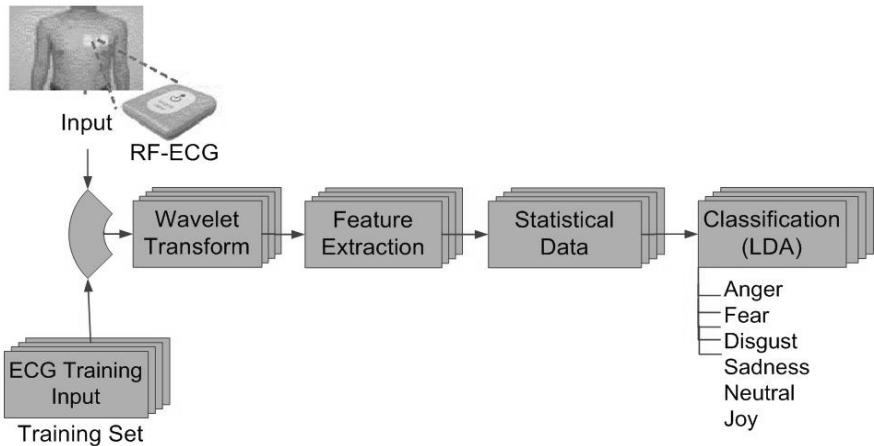 Input
RF-ECG
Wavelet
Transform
Feature
Extraction
Statistical
Data
Classification
(LDA)
Anger
Fear
Disgust
Sadness
Neutral
Joy
ECG Training
Input
Training Set